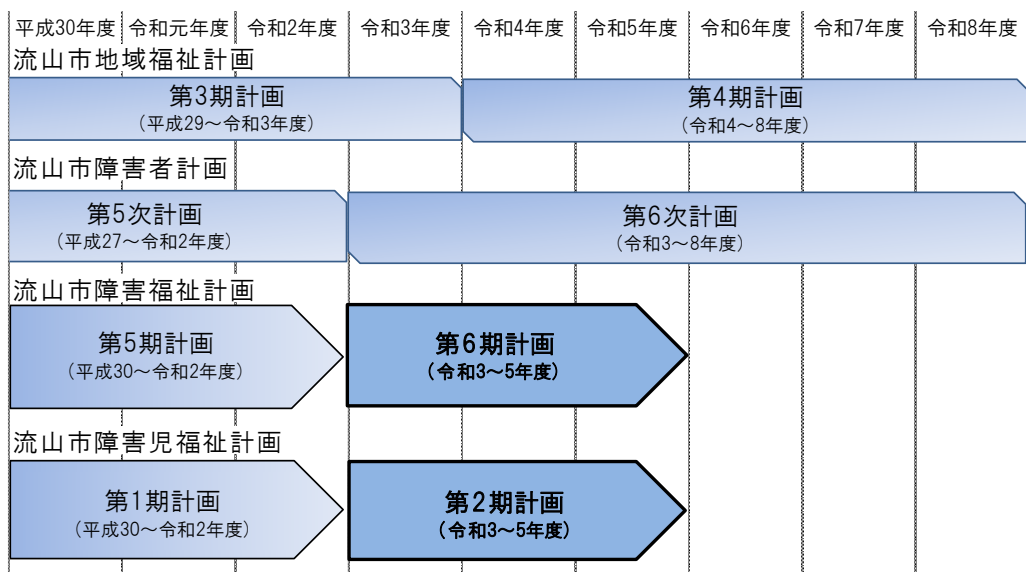 平成30年度 令和元年度 令和2年度 令和3年度 令和4年度 令和5年度 令和6年度 令和7年度 令和8年度
流山市地域福祉計画
第3期計画
（平成29～令和3年度）
第4期計画
（令和4～8年度）
流山市障害者計画
第5次計画
（平成27～令和2年度）
第6次計画
（令和3～8年度）
流山市障害福祉計画
第5期計画
（平成30～令和2年度）
第6期計画
（令和3～5年度）
流山市障害児福祉計画
第1期計画
（平成30～令和2年度）
第2期計画
（令和3～5年度）